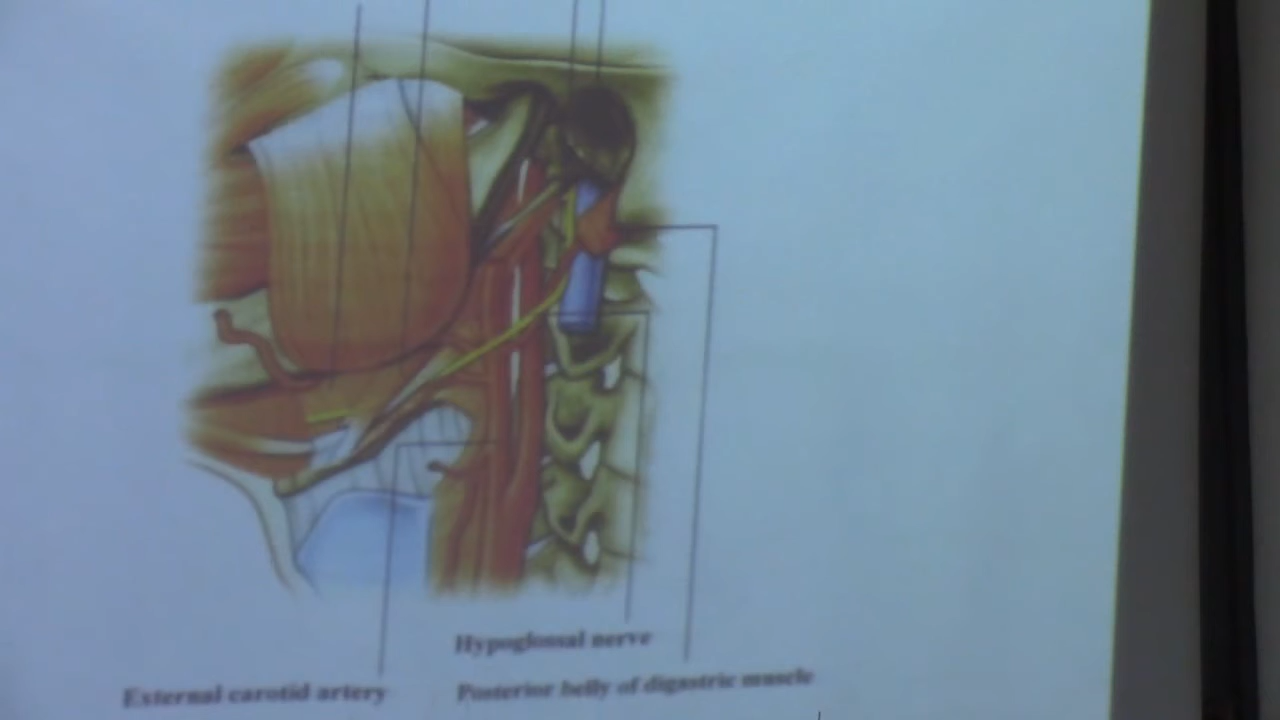 Hypoglossal nerve
External carotid artery
Posterior belly of digastric muscle